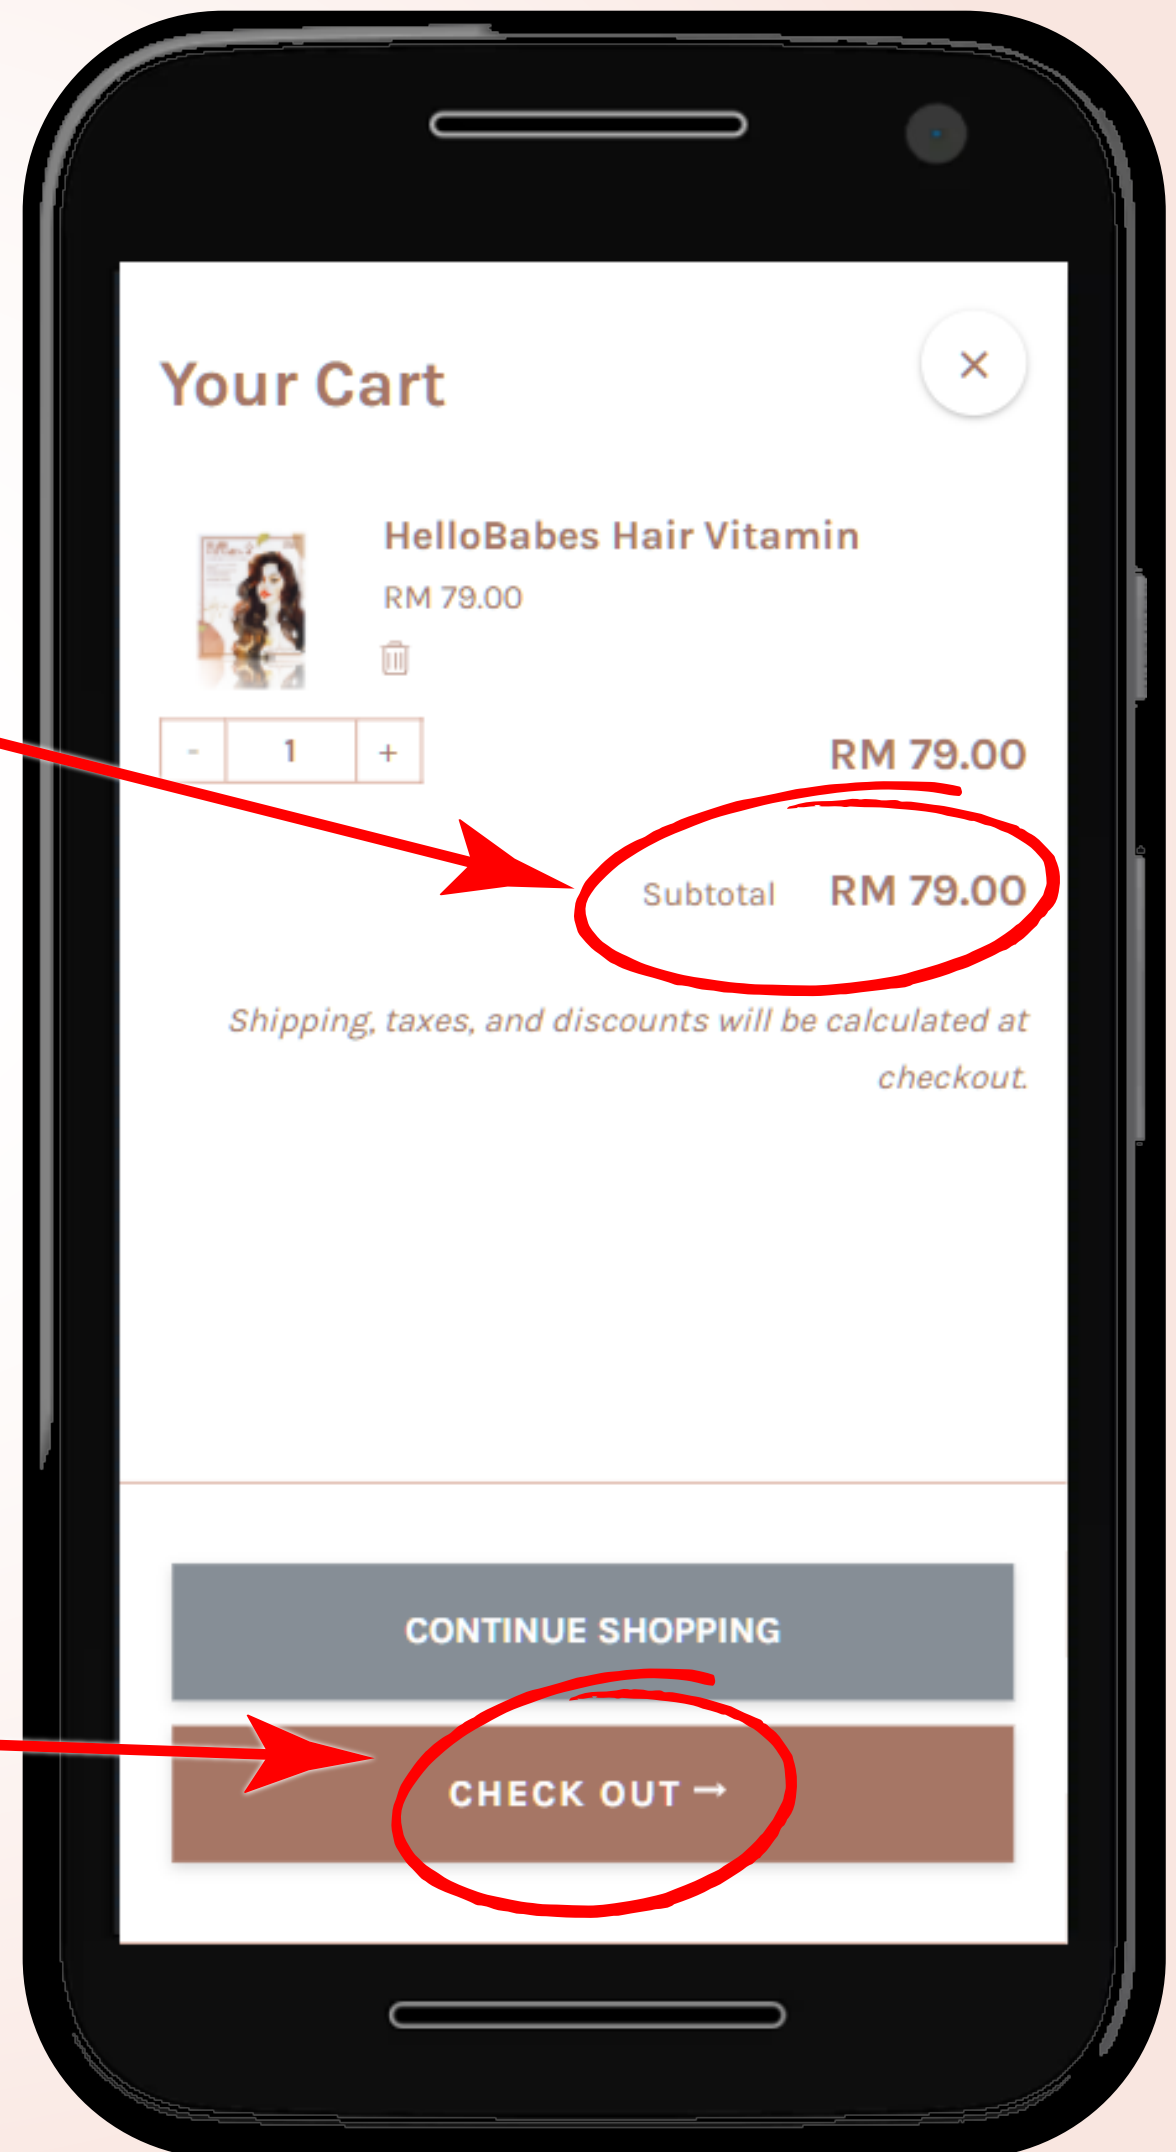 Your Cart
×
HelloBabes Hair Vitamin
RM 79.00
- 1 +
RM 79.00
Subtotal RM 79.00
Shipping, taxes, and discounts will be calculated at
checkout.
CONTINUE SHOPPING
CHECK OUT →